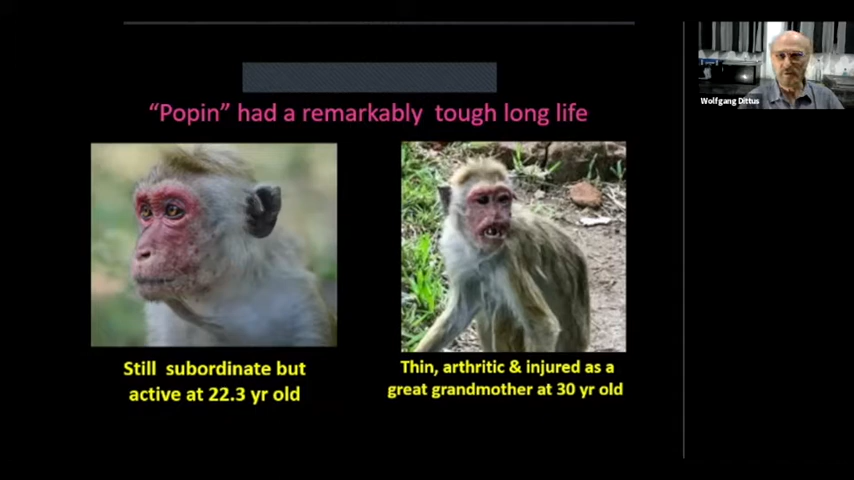 “Popin” had a remarkably tough long life
Wolfgang Dittus
Still subordinate but
active at 22.3 yr old
Thin, arthritic & injured as a
great grandmother at 30 yr old